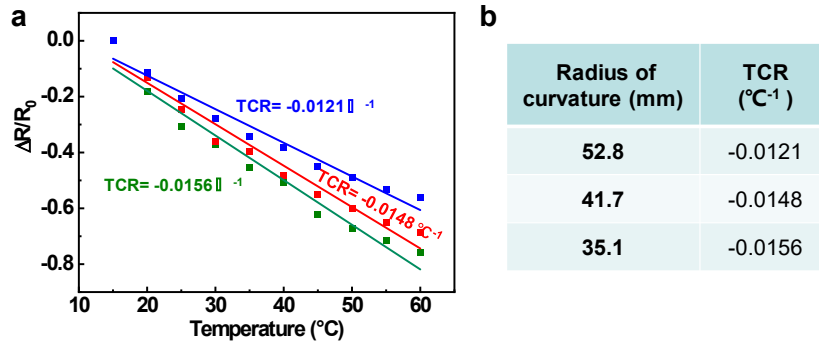 a
0.0
-0.2
-0.4
-0.6
-0.8
ΔR/R0
TCR= -0.0121▯ -1
TCR= -0.0148 °C-1
TCR= -0.0156▯ -1
10 20 30 40 50 60
Temperature (°C)
b
Radius of curvature (mm)
TCR (℃-1 )
52.8 -0.0121
41.7 -0.0148
35.1 -0.0156